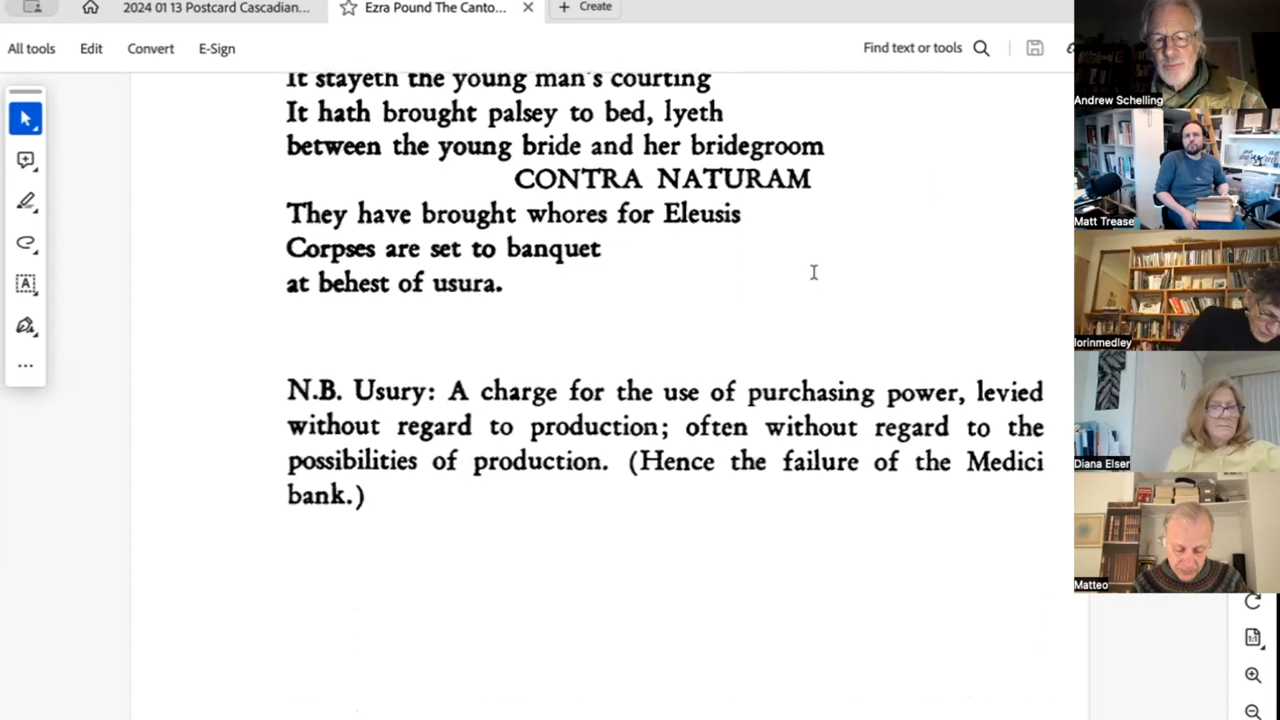 2024 01 13 Postcard Cascadian...
Ezra Pound The Canto...
Create
All tools
Edit
Convert
E-Sign
Find text or tools
It stayeth the young man's courting
It hath brought palsey to bed, lyeth
between the young bride and her bridegroom
CONTRA NATURAM
They have brought whores for Eleusis
Corpses are set to banquet
at behest of usura.
N.B. Usury: A charge for the use of purchasing power, levied
without regard to production; often without regard to the
possibilities of production. (Hence the failure of the Medici
bank.)
Andrew Schelling
Matt Trease
lorinmedley
Diana Elser
Matteo